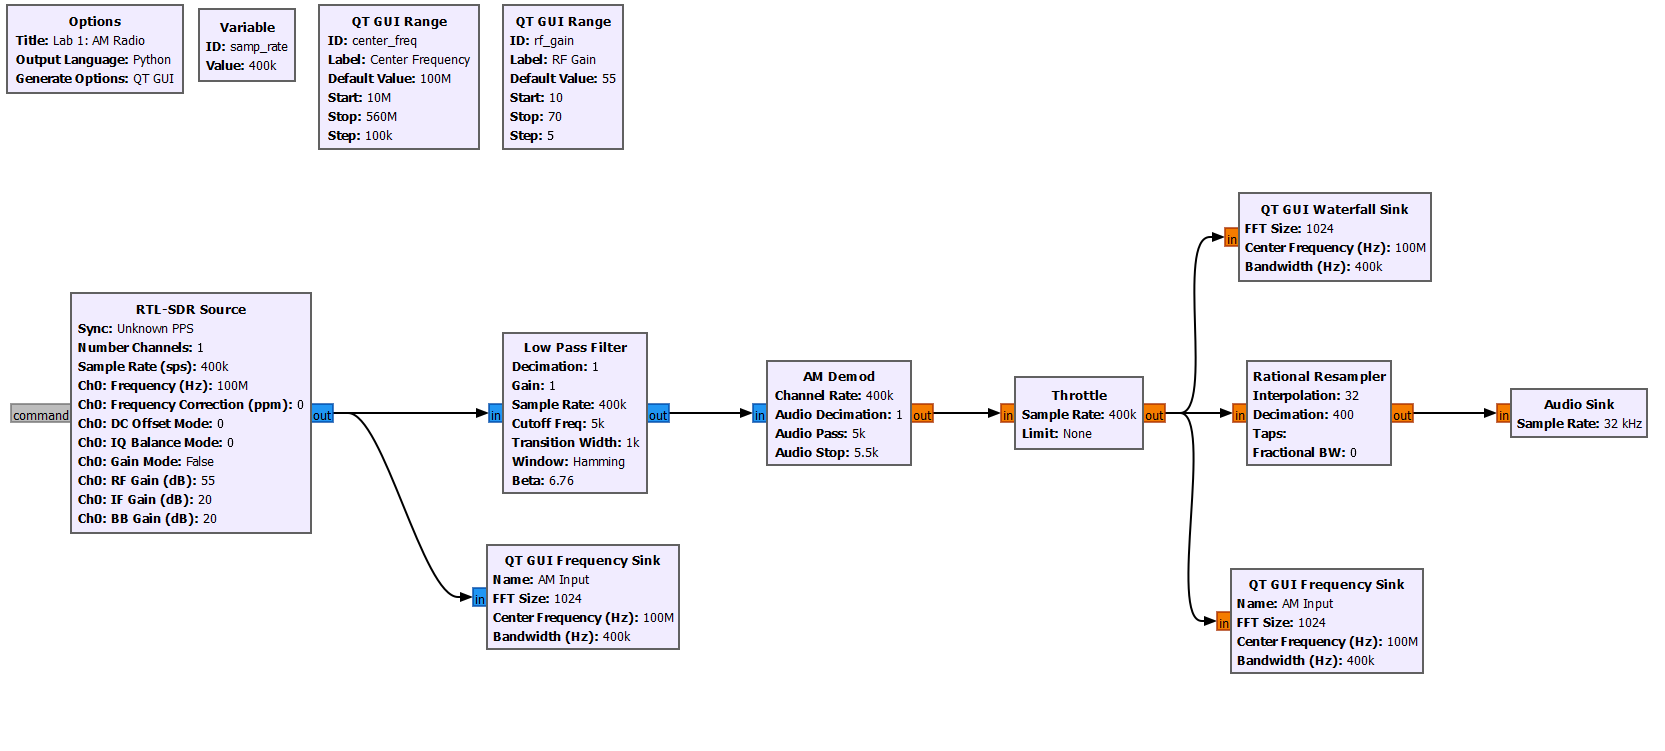 Options
Title: Lab 1: AM Radio
Output Language: Python
Generate Options: QT GUI
Variable
ID: samp_rate
Value: 400k
QT GUI Range
ID: center_freq
Label: Center Frequency
Default Value: 100M
Start: 10M
Stop: 560M
Step: 100k
QT GUI Range
ID: rf_gain
Label: RF Gain
Default Value: 55
Start: 10
Stop: 70
Step: 5
RTL-SDR Source
Sync: Unknown PPS
Number Channels: 1
Sample Rate (sps): 400k
Ch0: Frequency (Hz): 100M
Ch0: Frequency Correction (ppm): 0
Ch0: DC Offset Mode: 0
Ch0: IQ Balance Mode: 0
Ch0: Gain Mode: False
Ch0: RF Gain (dB): 55
Ch0: IF Gain (dB): 20
Ch0: BB Gain (dB): 20
command
out
in
Low Pass Filter
Decimation: 1
Gain: 1
Sample Rate: 400k
Cutoff Freq: 5k
Transition Width: 1k
Window: Hamming
Beta: 6.76
out
in
QT GUI Frequency Sink
Name: AM Input
FFT Size: 1024
Center Frequency (Hz): 100M
Bandwidth (Hz): 400k
in
AM Demod
Channel Rate: 400k
Audio Decimation: 1
Audio Pass: 5k
Audio Stop: 5.5k
out
in
Throttle
Sample Rate: 400k
Limit: None
out
in
QT GUI Waterfall Sink
FFT Size: 1024
Center Frequency (Hz): 100M
Bandwidth (Hz): 400k
in
Rational Resampler
Interpolation: 32
Decimation: 400
Taps:
Fractional BW: 0
out
in
Audio Sink
Sample Rate: 32 kHz
in
QT GUI Frequency Sink
Name: AM Input
FFT Size: 1024
Center Frequency (Hz): 100M
Bandwidth (Hz): 400k